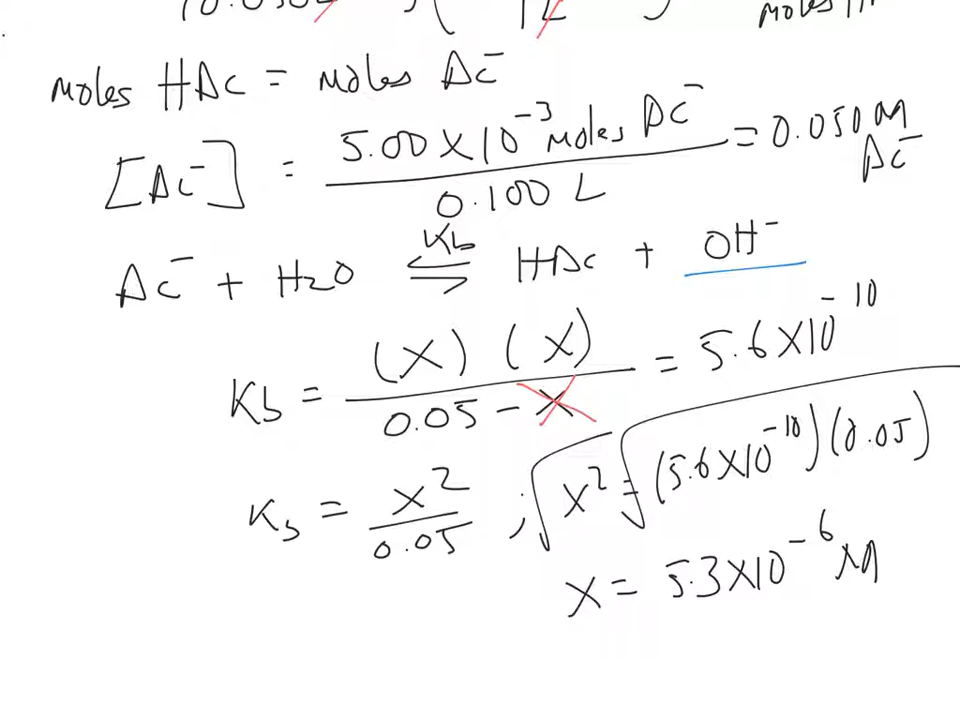 moles HAc = moles Ac⁻
[Ac⁻] = 5.00 X 10⁻³ moles Ac⁻ / 0.100 L = 0.050 M Ac⁻
Ac⁻ + H2O ⇌ Kb HAc + OH⁻
Kb = (X) (X) / 0.05 - X = 5.6 X 10⁻¹⁰
Kb = X² / 0.05 ; √X² = √(5.6 X 10⁻¹⁰)(0.05)
X = 5.3 X 10⁻⁶ M